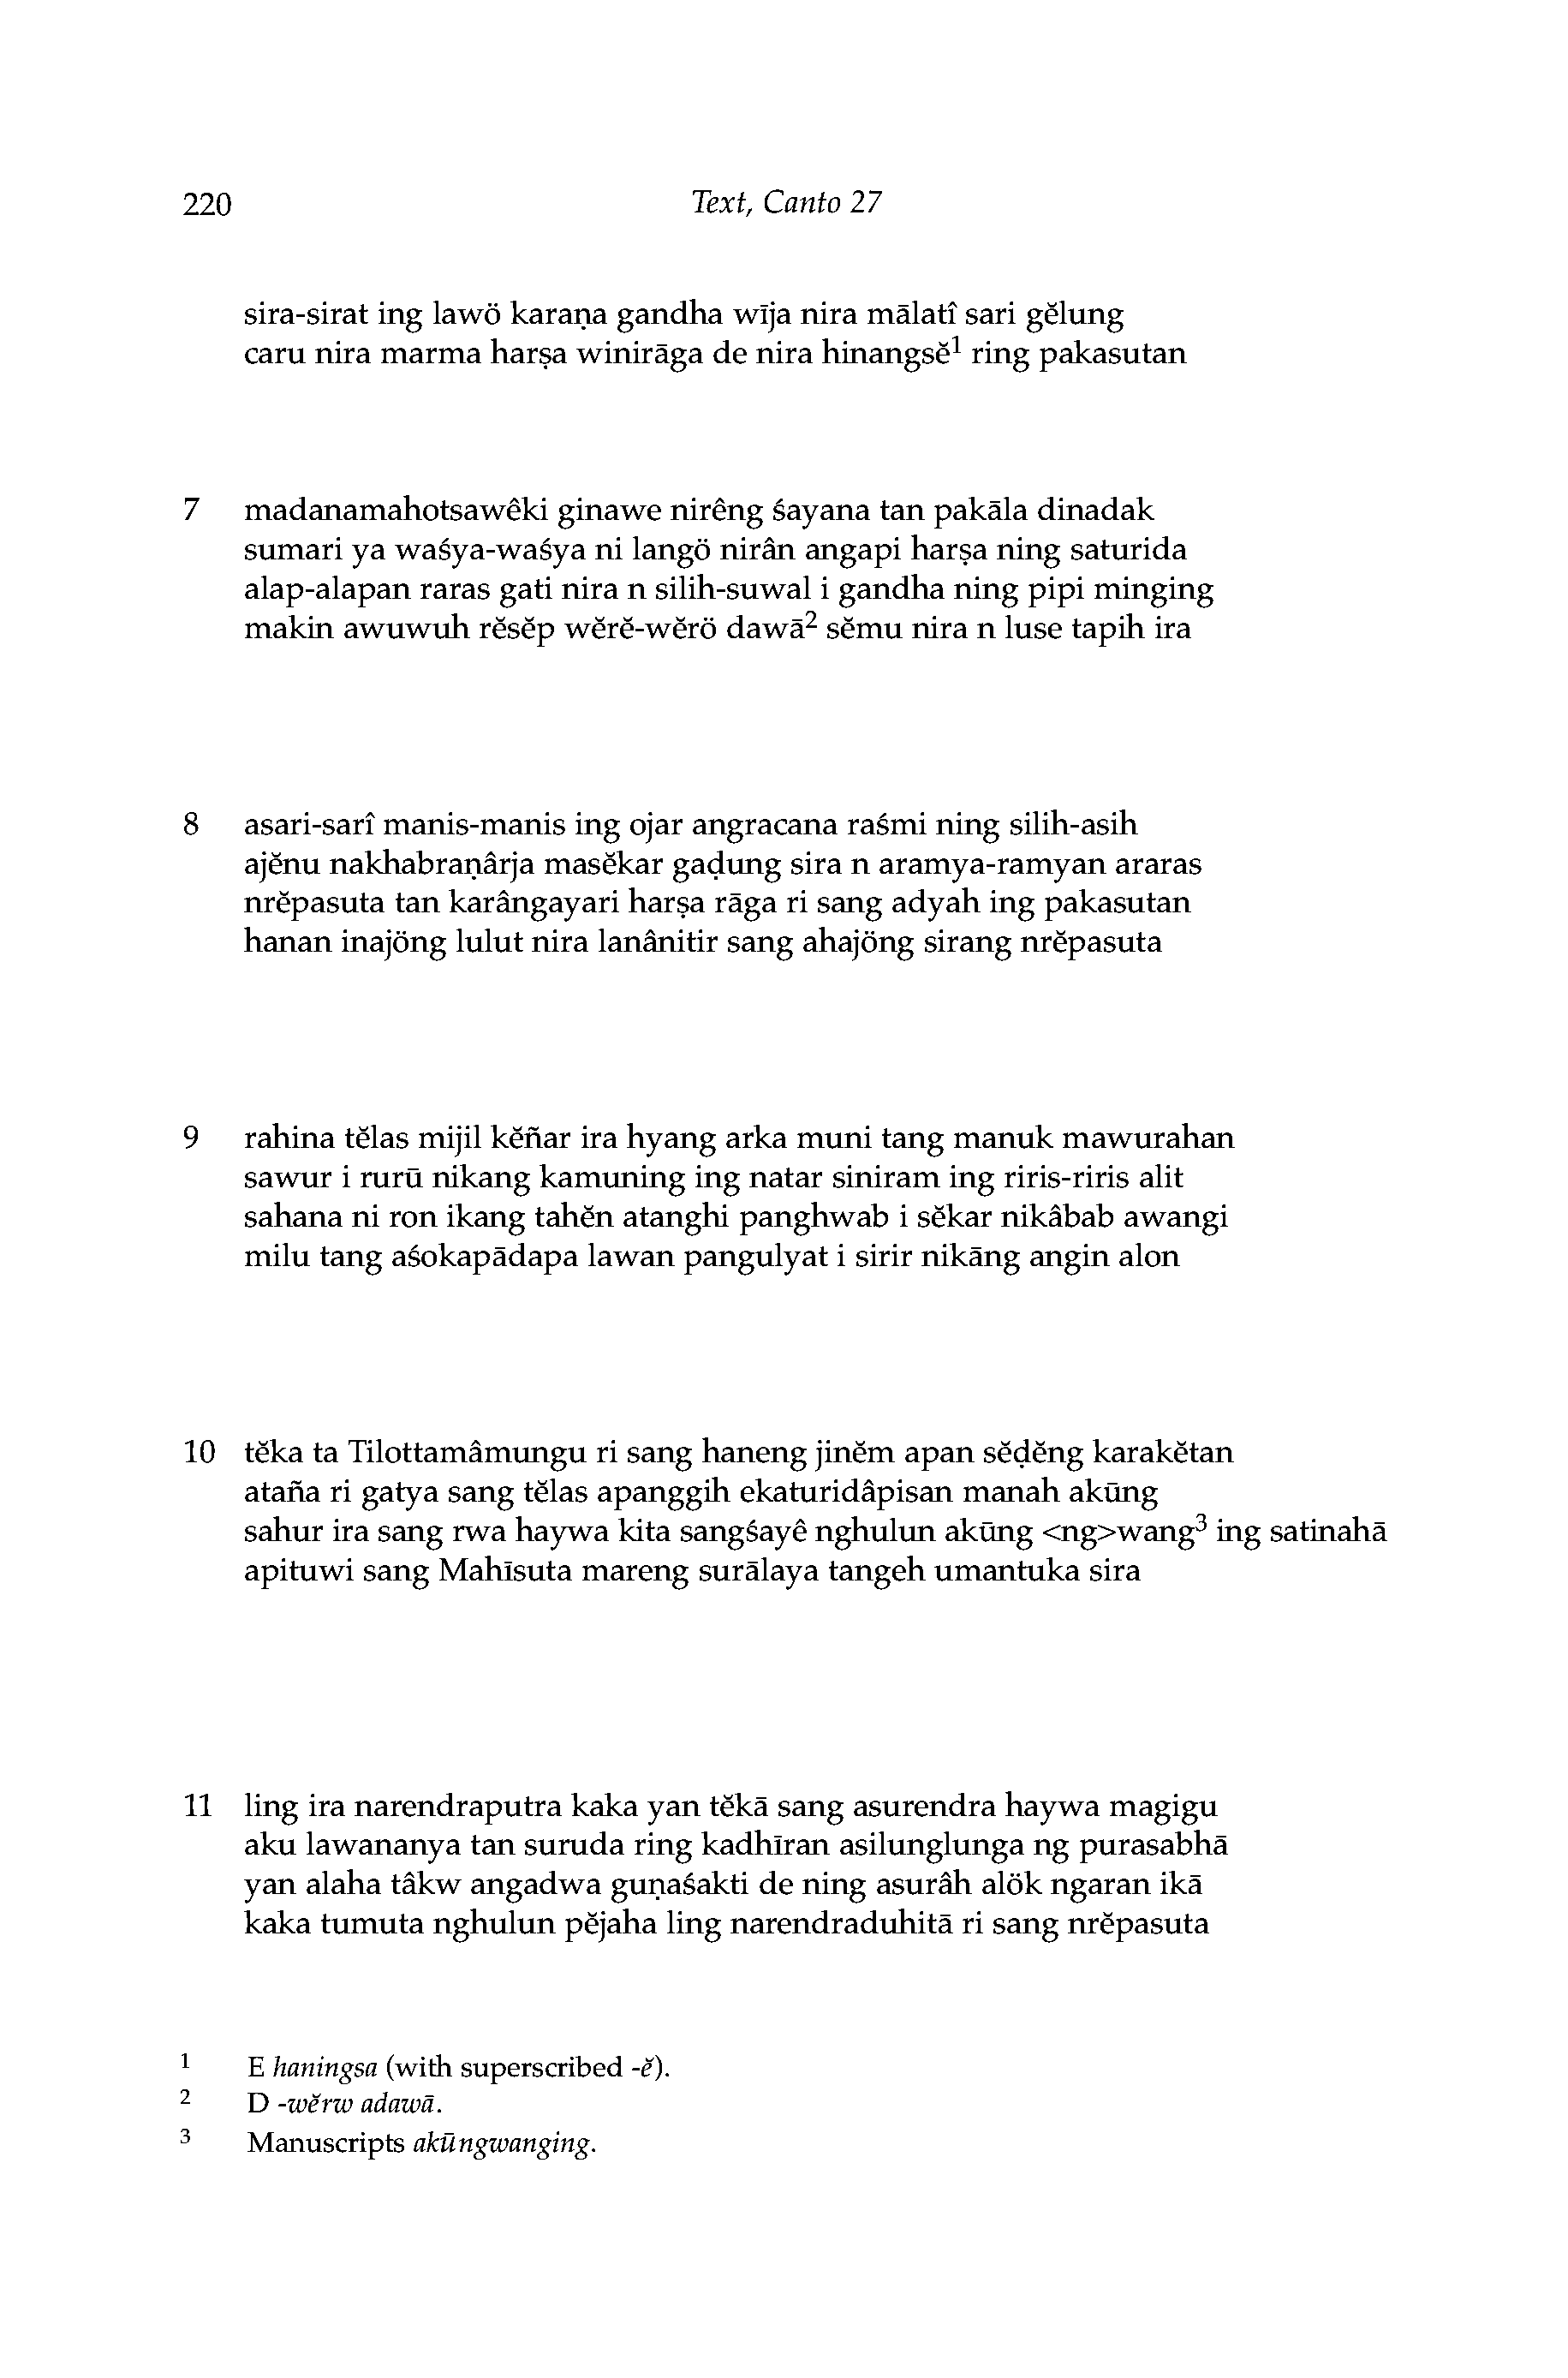 220 Text, Canto 27
sira-sirat ing lawö karaṇa gandha wīja nira mālatî sari gĕlung
caru nira marma harṣa winirāga de nira hinangsĕ¹ ring pakasutan
7 madanamahotsawêki ginawe nirêng śayana tan pakāla dinadak
sumari ya waśya-waśya ni langö nirân angapi harṣa ning saturida
alap-alapan raras gati nira n silih-suwal i gandha ning pipi minging
makin awuwuh rĕsĕp wĕrĕ-wĕrö dawā² sĕmu nira n luse tapih ira
8 asari-sarî manis-manis ing ojar angracana raśmi ning silih-asih
ajĕnu nakhabraṇârja masĕkar gaḍung sira n aramya-ramyan araras
nrĕpasuta tan karângayari harṣa rāga ri sang adyah ing pakasutan
hanan inajöng lulut nira lanânitir sang ahajöng sirang nrĕpasuta
9 rahina tĕlas mijil kĕñar ira hyang arka muni tang manuk mawurahan
sawur i rurū nikang kamuning ing natar siniram ing riris-riris alit
sahana ni ron ikang tahĕn atanghi panghwab i sĕkar nikâbab awangi
milu tang aśokapādapa lawan pangulyat i sirir nikāng angin alon
10 tĕka ta Tilottamâmungu ri sang haneng jinĕm apan sĕḍĕng karakĕtan
ataña ri gatya sang tĕlas apanggih ekaturidâpisan manah akūng
sahur ira sang rwa haywa kita sangśayê nghulun akūng <ng>wang³ ing satinahā
apituwi sang Mahīsuta mareng surālaya tangeh umantuka sira
11 ling ira narendraputra kaka yan tĕkā sang asurendra haywa magigu
aku lawananya tan suruda ring kadhīran asilunglunga ng purasabhā
yan alaha tâkw angadwa guṇaśakti de ning asurâh alök ngaran ikā
kaka tumuta nghulun pĕjaha ling narendraduhitā ri sang nrĕpasuta
¹ E haningsa (with superscribed -ĕ).
² D -wĕrw adawā.
³ Manuscripts akūngwanging.